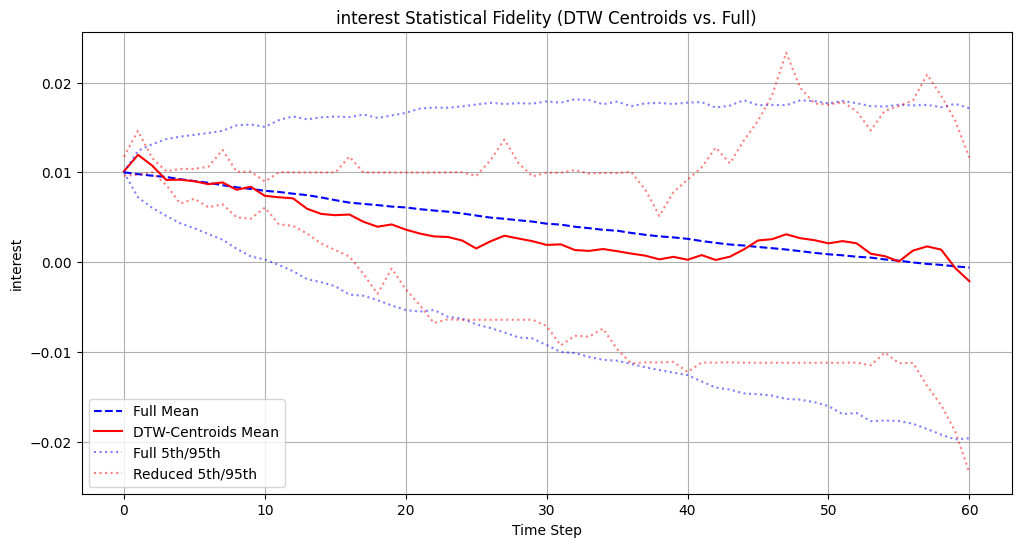 interest Statistical Fidelity (DTW Centroids vs. Full)
interest
0.02
0.01
0.00
−0.01
−0.02
Full Mean
DTW-Centroids Mean
Full 5th/95th
Reduced 5th/95th
0 10 20 30 40 50 60
Time Step